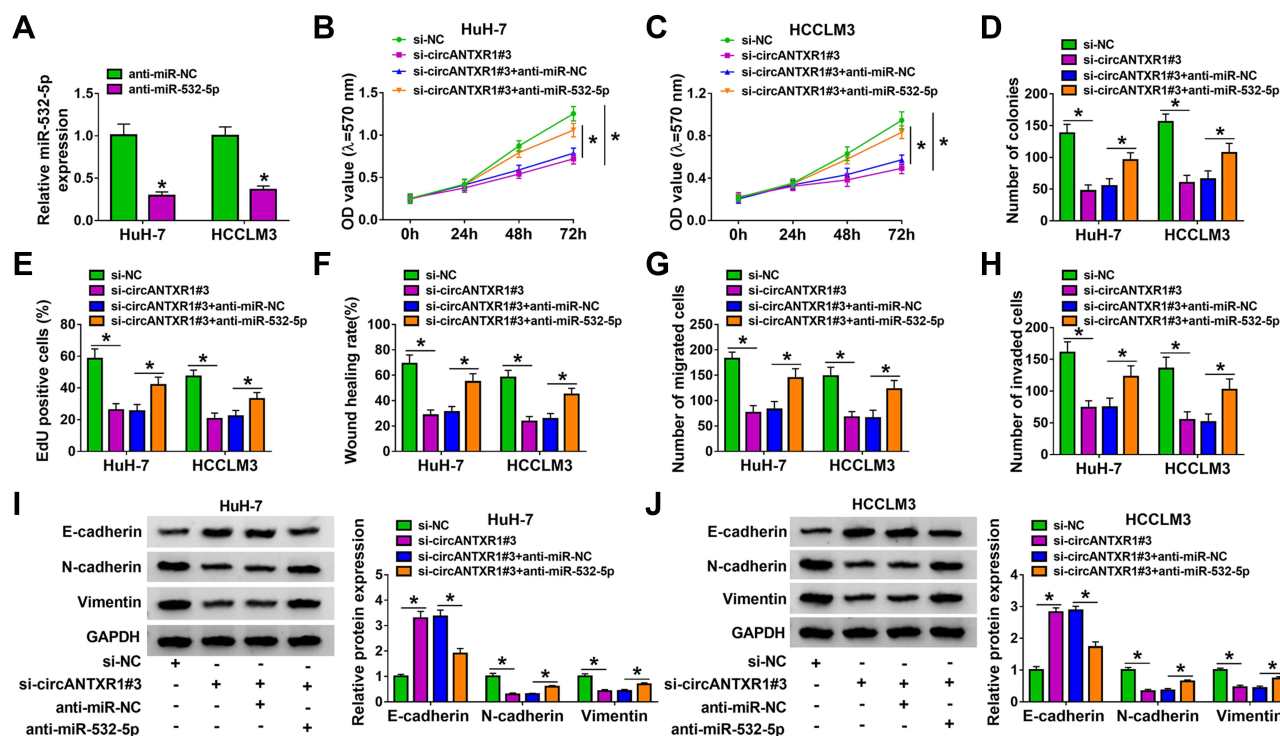 A
anti-miR-NC
anti-miR-532-5p
Relative miR-532-5p
expression
1.5
1.0
0.5
0.0
*
*
HuH-7
HCCLM3
B
HuH-7
si-NC
si-circANTXR1#3
si-circANTXR1#3+anti-miR-NC
si-circANTXR1#3+anti-miR-532-5p
OD value (λ=570 nm)
1.5
1.0
0.5
0.0
0h
24h
48h
72h
*
*
C
HCCLM3
si-NC
si-circANTXR1#3
si-circANTXR1#3+anti-miR-NC
si-circANTXR1#3+anti-miR-532-5p
OD value (λ=570 nm)
1.2
0.8
0.4
0.0
0h
24h
48h
72h
*
*
D
si-NC
si-circANTXR1#3
si-circANTXR1#3+anti-miR-NC
si-circANTXR1#3+anti-miR-532-5p
Number of colonies
200
150
100
50
0
*
*
*
*
HuH-7
HCCLM3
E
si-NC
si-circANTXR1#3
si-circANTXR1#3+anti-miR-NC
si-circANTXR1#3+anti-miR-532-5p
EdU positive cells (%)
80
60
40
20
0
*
*
*
*
HuH-7
HCCLM3
F
si-NC
si-circANTXR1#3
si-circANTXR1#3+anti-miR-NC
si-circANTXR1#3+anti-miR-532-5p
Wound healing rate(%)
100
80
60
40
20
0
*
*
*
*
HuH-7
HCCLM3
G
si-NC
si-circANTXR1#3
si-circANTXR1#3+anti-miR-NC
si-circANTXR1#3+anti-miR-532-5p
Number of migrated cells
250
200
150
100
50
0
*
*
*
*
HuH-7
HCCLM3
H
si-NC
si-circANTXR1#3
si-circANTXR1#3+anti-miR-NC
si-circANTXR1#3+anti-miR-532-5p
Number of invaded cells
200
150
100
50
0
*
*
*
*
HuH-7
HCCLM3
I
HuH-7
E-cadherin
N-cadherin
Vimentin
GAPDH
si-NC + - - -
si-circANTXR1#3 - + + +
anti-miR-NC - - + -
anti-miR-532-5p - - - +
HuH-7
si-NC
si-circANTXR1#3
si-circANTXR1#3+anti-miR-NC
si-circANTXR1#3+anti-miR-532-5p
Relative protein expression
5
4
3
2
1
0
*
*
*
*
*
*
E-cadherin
N-cadherin
Vimentin
J
HCCLM3
E-cadherin
N-cadherin
Vimentin
GAPDH
si-NC + - - -
si-circANTXR1#3 - + + +
anti-miR-NC - - + -
anti-miR-532-5p - - - +
HCCLM3
si-NC
si-circANTXR1#3
si-circANTXR1#3+anti-miR-NC
si-circANTXR1#3+anti-miR-532-5p
Relative protein expression
4
3
2
1
0
*
*
*
*
*
*
E-cadherin
N-cadherin
Vimentin